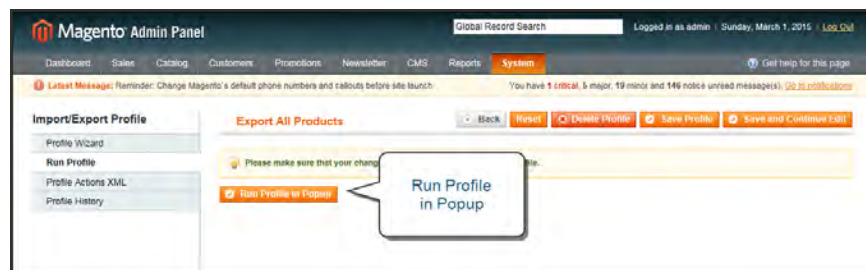 Magento Admin Panel
Global Record Search
Logged in as admin | Sunday, March 1, 2015 | Log Out
Dashboard Sales Catalog Customers Promotions Newsletter CMS Reports System
Get help for this page
Latest Message: Reminder: Change Magento's default phone numbers and callouts before site launch
You have 1 critical, 5 major, 19 minor and 146 notice unread message(s). Go to notifications
Import/Export Profile
Export All Products
Back Reset Delete Profile Save Profile Save and Continue Edit
Profile Wizard
Run Profile
Profile Actions XML
Profile History
Please make sure that your chang
file.
Run Profile in Popup
Run Profile
in Popup